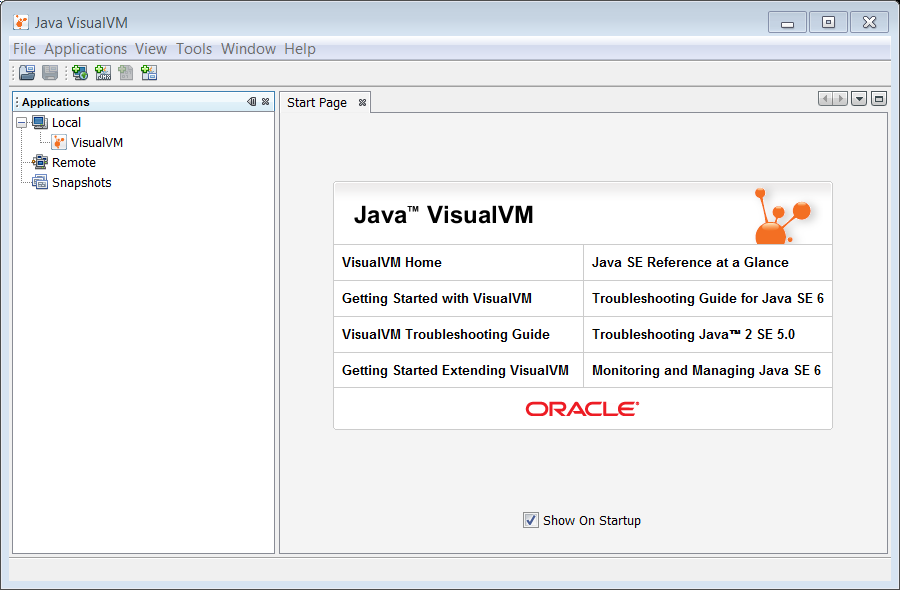 Java VisualVM
File Applications View Tools Window Help
Applications
Start Page
Local
VisualVM
Remote
Snapshots
Java™ VisualVM
VisualVM Home
Java SE Reference at a Glance
Getting Started with VisualVM
Troubleshooting Guide for Java SE 6
VisualVM Troubleshooting Guide
Troubleshooting Java™ 2 SE 5.0
Getting Started Extending VisualVM
Monitoring and Managing Java SE 6
ORACLE®
Show On Startup